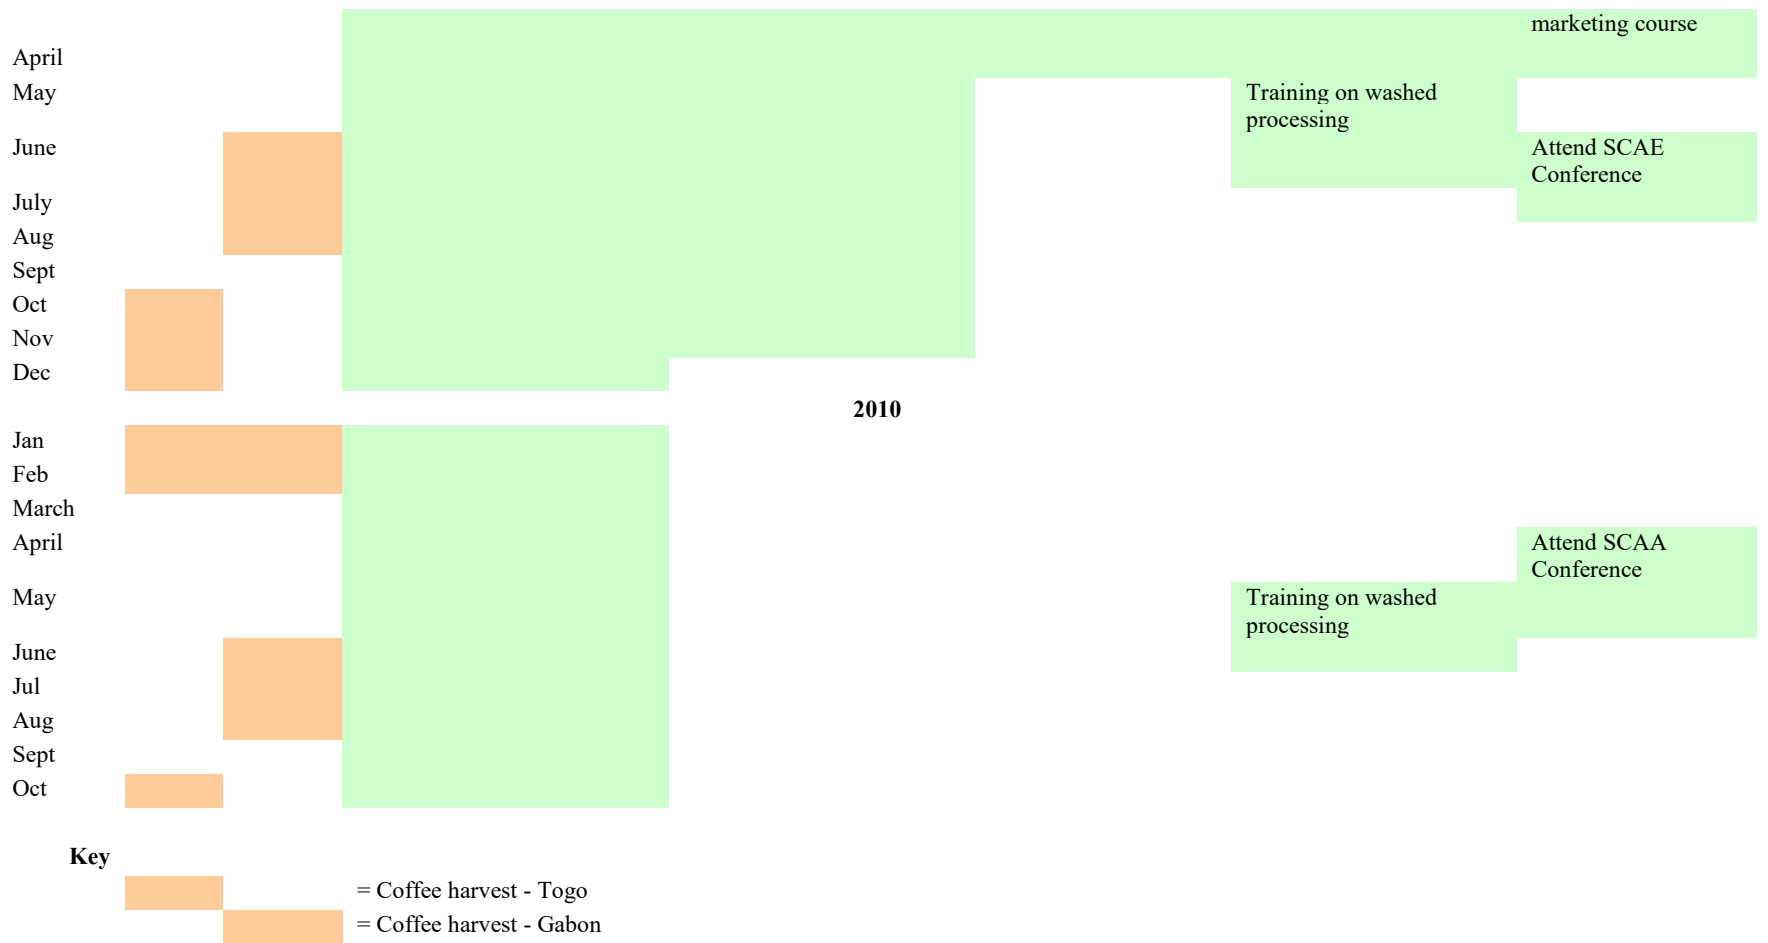 marketing course
April
May
Training on washed
processing
June
Attend SCAE
Conference
July
Aug
Sept
Oct
Nov
Dec
2010
Jan
Feb
March
April
Attend SCAA
Conference
May
Training on washed
processing
June
Jul
Aug
Sept
Oct
Key
= Coffee harvest - Togo
= Coffee harvest - Gabon